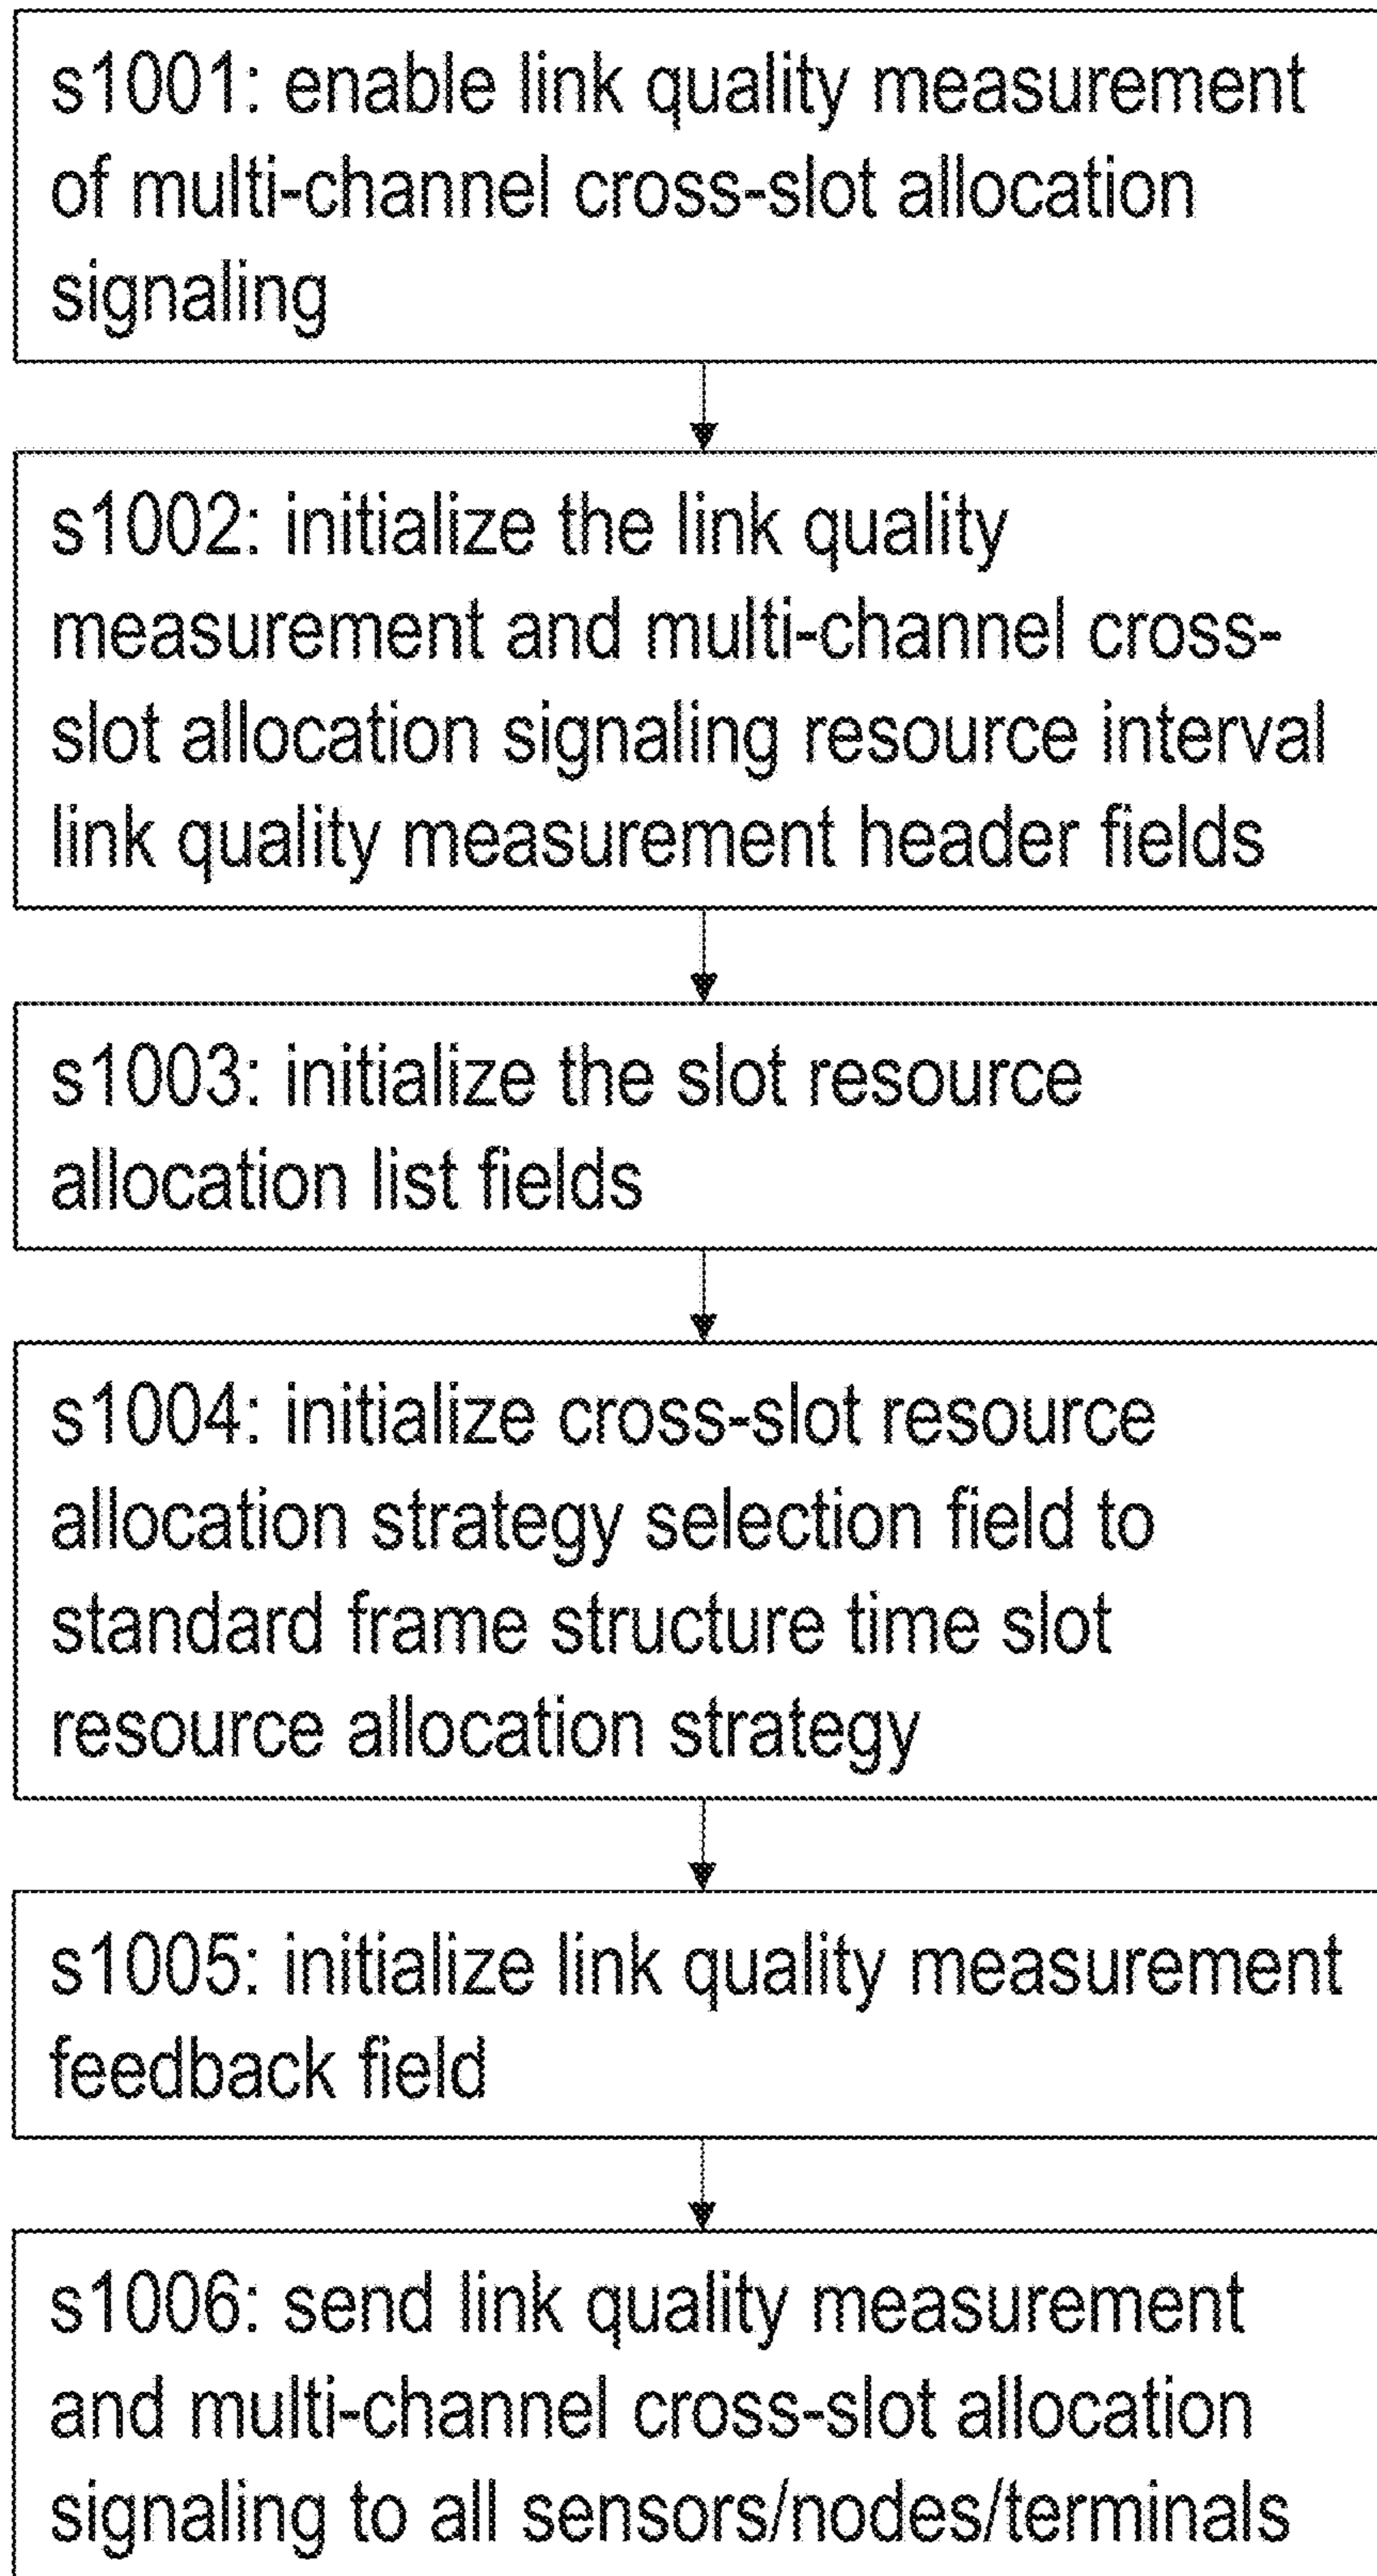 s1001: enable link quality measurement
of multi-channel cross-slot allocation
signaling
s1002: initialize the link quality
measurement and multi-channel cross-
slot allocation signaling resource interval
link quality measurement header fields
s1003: initialize the slot resource
allocation list fields
s1004: initialize cross-slot resource
allocation strategy selection field to
standard frame structure time slot
resource allocation strategy
s1005: initialize link quality measurement
feedback field
s1006: send link quality measurement
and multi-channel cross-slot allocation
signaling to all sensors/nodes/terminals